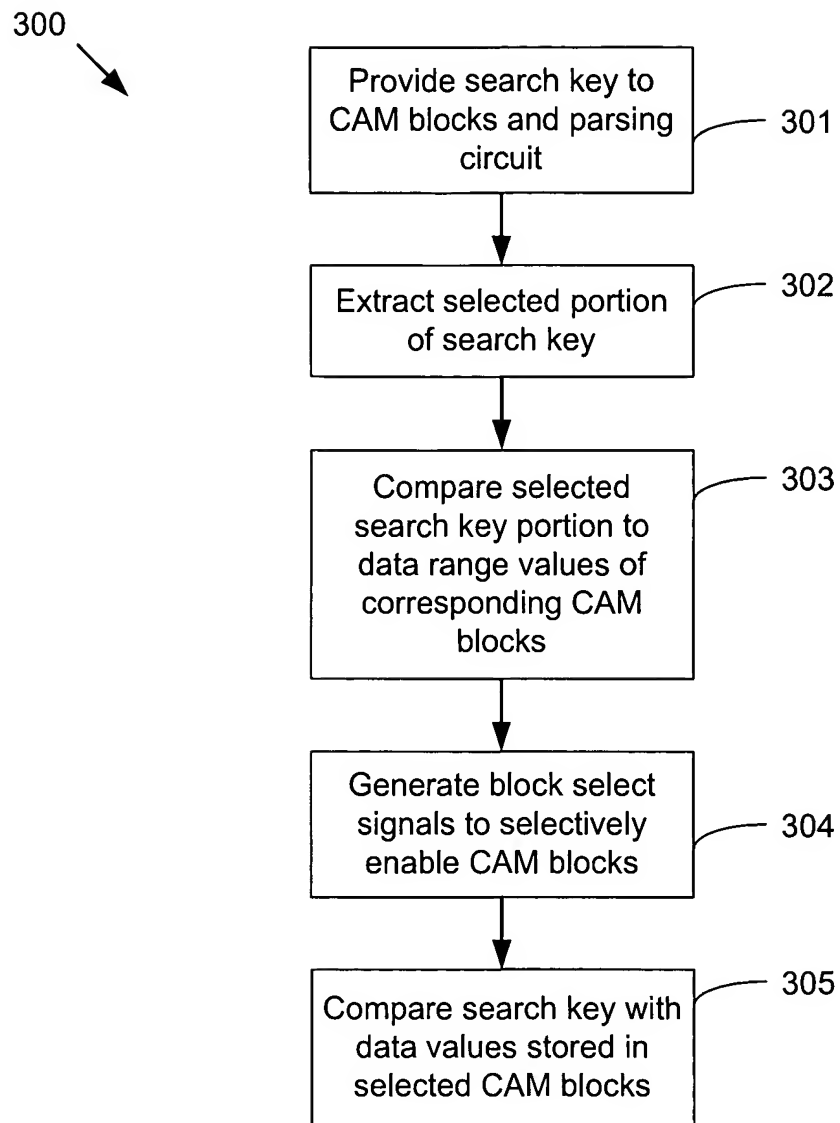 300
Provide search key to
CAM blocks and parsing
circuit
301
Extract selected portion
of search key
302
Compare selected
search key portion to
data range values of
corresponding CAM
blocks
303
Generate block select
signals to selectively
enable CAM blocks
304
Compare search key with
data values stored in
selected CAM blocks
305